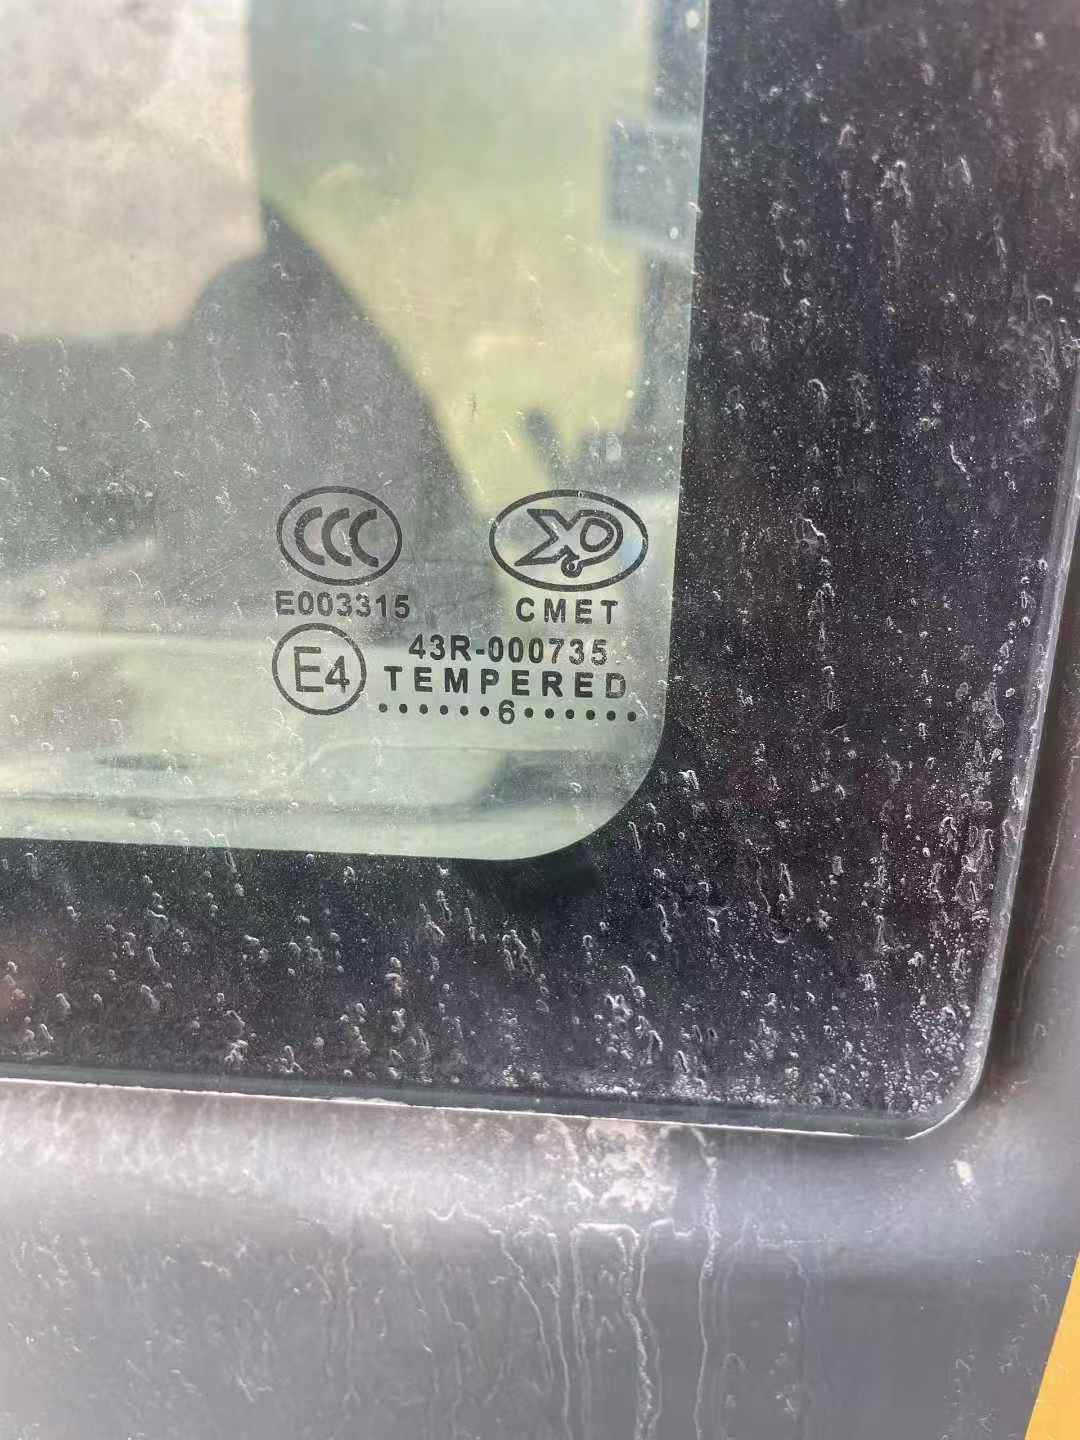 CCC
E003315
CMET
E4
43R-000735
TEMPERED
••••••6••••••